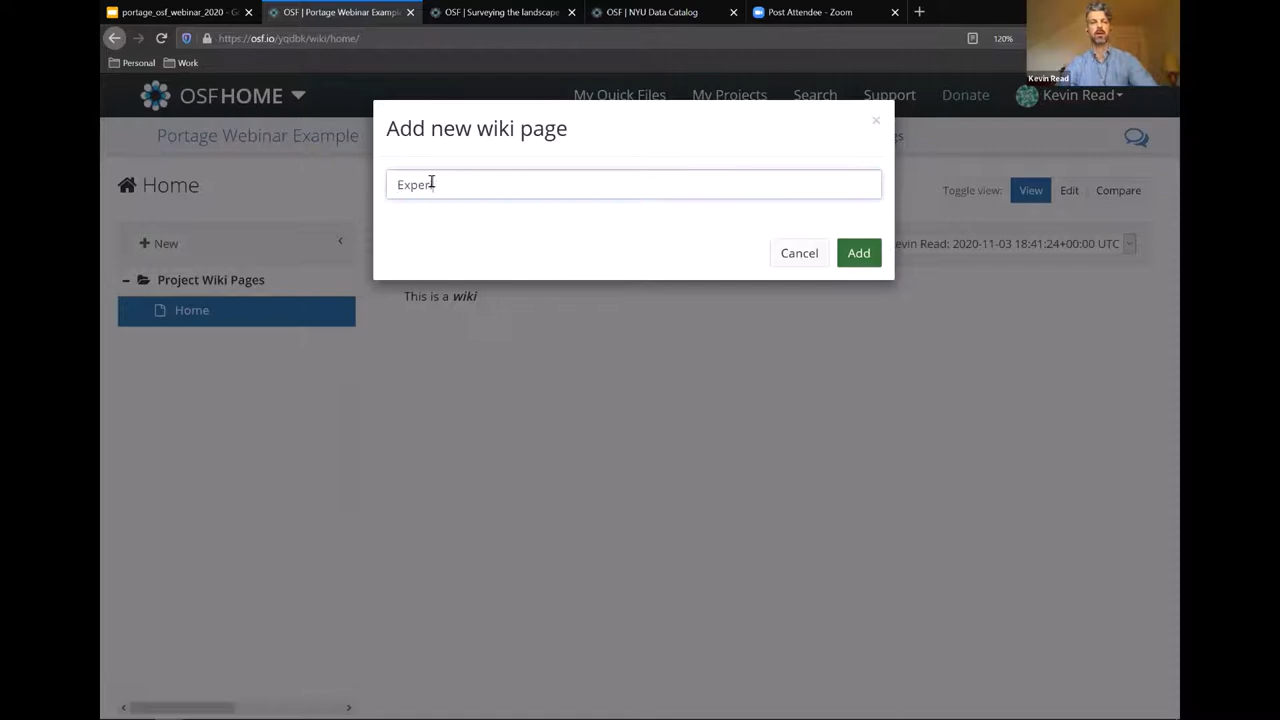 portage_osf_webinar_2020 - G
OSF | Portage Webinar Example
OSF | Surveying the landscape
OSF | NYU Data Catalog
Post Attendee - Zoom
https://osf.io/yqdbk/wiki/home/
120%
Personal
Work
Kevin Read
OSFHOME
My Quick Files
My Projects
Search
Support
Donate
Kevin Read
Portage Webinar Example
Add new wiki page
Exper
Cancel
Add
Home
Toggle view:
View
Edit
Compare
New
evin Read: 2020-11-03 18:41:24+00:00 UTC
Project Wiki Pages
This is a wiki
Home